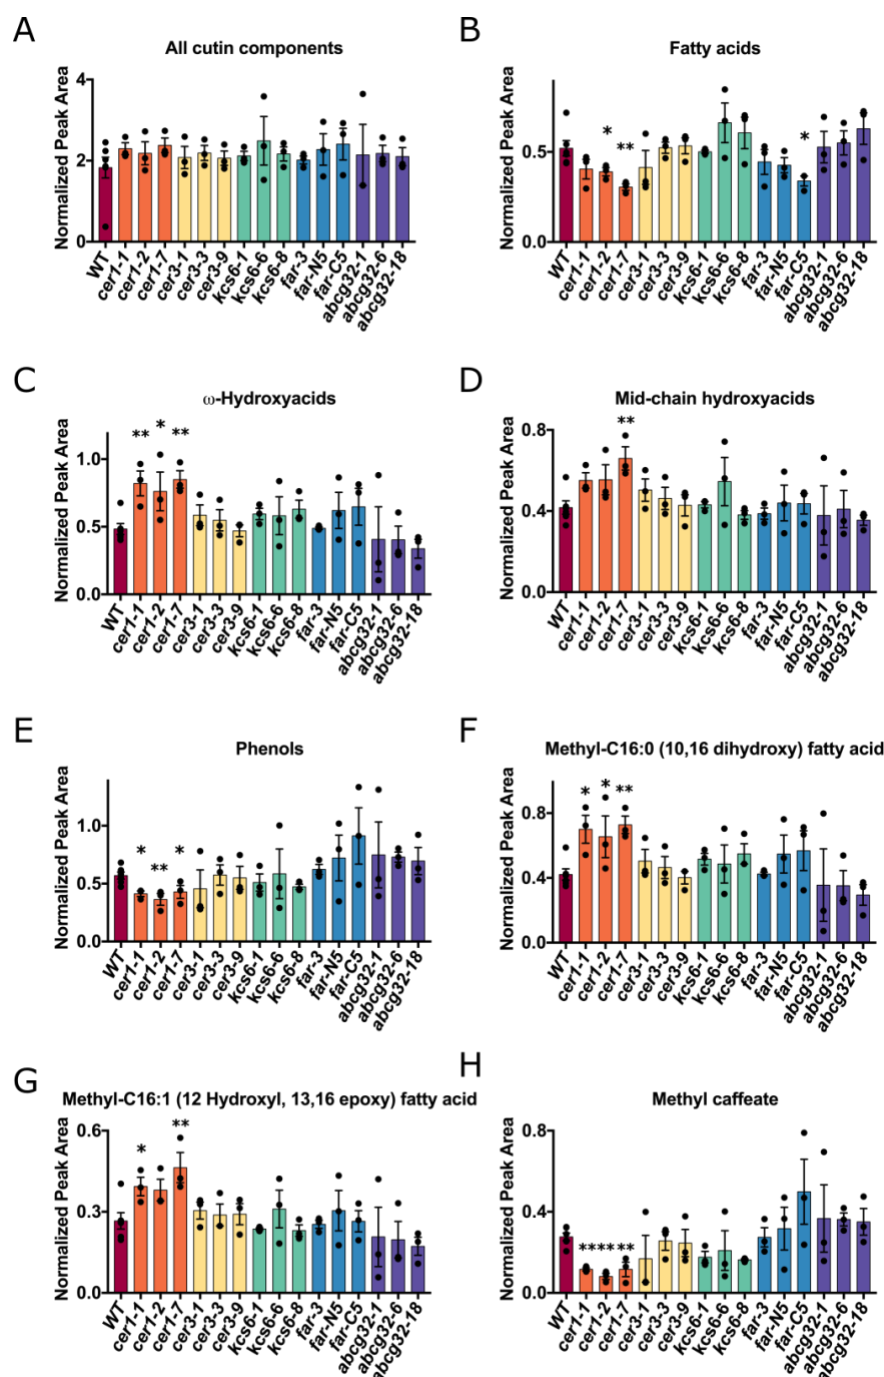 A
All cutin components
Normalized Peak Area
4
2
0
WT
cer1-1
cer1-2
cer1-7
cer3-1
cer3-3
cer3-9
kcs6-1
kcs6-6
kcs6-8
far-3
far-N5
far-C5
abcg32-1
abcg32-6
abcg32-18
B
Fatty acids
Normalized Peak Area
0.5
0.0
*
**
*
WT
cer1-1
cer1-2
cer1-7
cer3-1
cer3-3
cer3-9
kcs6-1
kcs6-6
kcs6-8
far-3
far-N5
far-C5
abcg32-1
abcg32-6
abcg32-18
C
ω-Hydroxyacids
Normalized Peak Area
1.0
0.5
0.0
**
*
**
WT
cer1-1
cer1-2
cer1-7
cer3-1
cer3-3
cer3-9
kcs6-1
kcs6-6
kcs6-8
far-3
far-N5
far-C5
abcg32-1
abcg32-6
abcg32-18
D
Mid-chain hydroxyacids
Normalized Peak Area
0.8
0.4
0.0
**
WT
cer1-1
cer1-2
cer1-7
cer3-1
cer3-3
cer3-9
kcs6-1
kcs6-6
kcs6-8
far-3
far-N5
far-C5
abcg32-1
abcg32-6
abcg32-18
E
Phenols
Normalized Peak Area
1.0
0.5
0.0
*
**
*
WT
cer1-1
cer1-2
cer1-7
cer3-1
cer3-3
cer3-9
kcs6-1
kcs6-6
kcs6-8
far-3
far-N5
far-C5
abcg32-1
abcg32-6
abcg32-18
F
Methyl-C16:0 (10,16 dihydroxy) fatty acid
Normalized Peak Area
0.8
0.4
0.0
*
*
**
WT
cer1-1
cer1-2
cer1-7
cer3-1
cer3-3
cer3-9
kcs6-1
kcs6-6
kcs6-8
far-3
far-N5
far-C5
abcg32-1
abcg32-6
abcg32-18
G
Methyl-C16:1 (12 Hydroxyl, 13,16 epoxy) fatty acid
Normalized Peak Area
0.6
0.3
0.0
*
**
WT
cer1-1
cer1-2
cer1-7
cer3-1
cer3-3
cer3-9
kcs6-1
kcs6-6
kcs6-8
far-3
far-N5
far-C5
abcg32-1
abcg32-6
abcg32-18
H
Methyl caffeate
Normalized Peak Area
0.8
0.4
0.0
****** **
WT
cer1-1
cer1-2
cer1-7
cer3-1
cer3-3
cer3-9
kcs6-1
kcs6-6
kcs6-8
far-3
far-N5
far-C5
abcg32-1
abcg32-6
abcg32-18